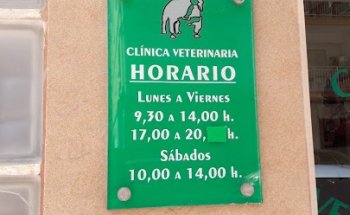 CLÍNICA VETERINARIA
HORARIO
LUNES A VIERNES
9,30 a 14,00 h.
17,00 a 20, h.
SÁBADOS
10,00 a 14,00 h.